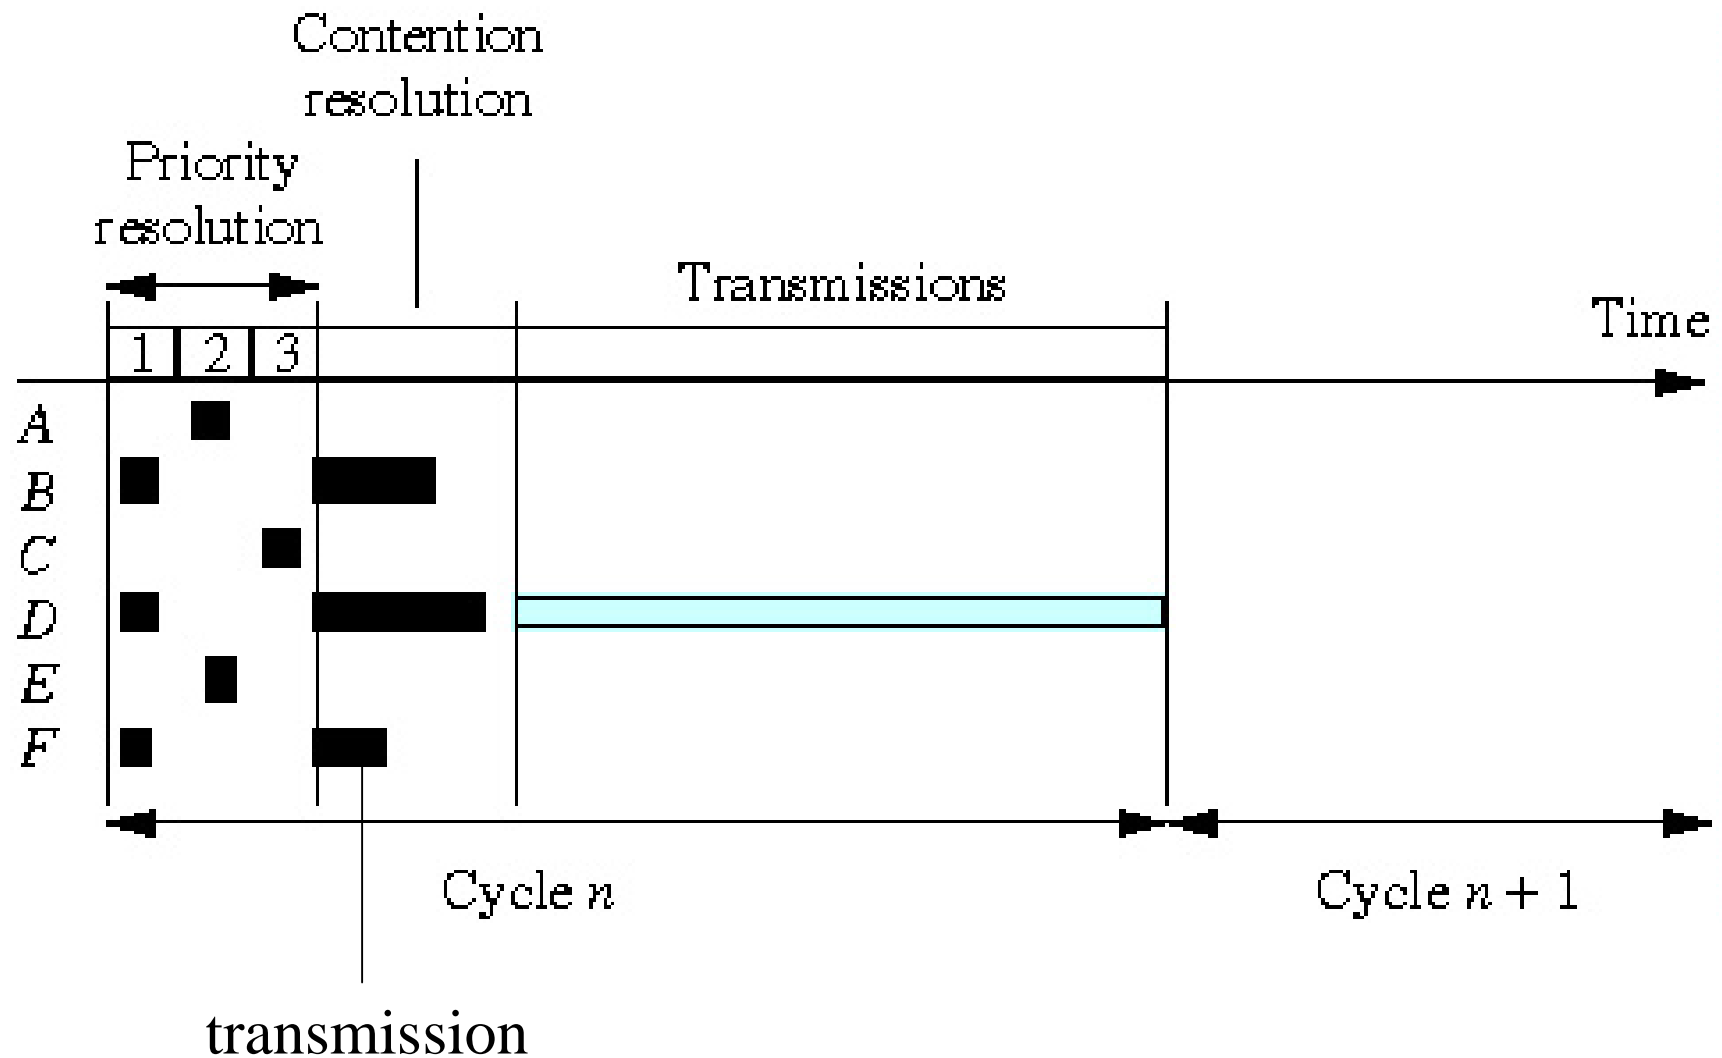 Contention
resolution
Priority
resolution
Transmissions
Time
1 2 3
A
B
C
D
E
F
Cycle n
Cycle n + 1
transmission